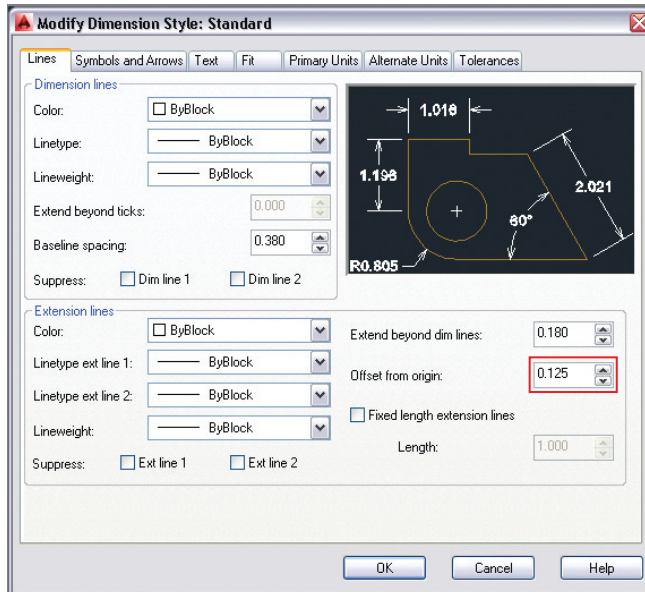 Modify Dimension Style: Standard
Lines Symbols and Arrows Text Fit Primary Units Alternate Units Tolerances
Dimension lines
Color: ByBlock
Linetype: ByBlock
Lineweight: ByBlock
Extend beyond ticks: 0.000
Baseline spacing: 0.380
Suppress: Dim line 1 Dim line 2
1.016
1.196
2.021
60°
R0.805
Extension lines
Color: ByBlock
Linetype ext line 1: ByBlock
Linetype ext line 2: ByBlock
Lineweight: ByBlock
Suppress: Ext line 1 Ext line 2
Extend beyond dim lines: 0.180
Offset from origin: 0.125
Fixed length extension lines
Length: 1.000
OK Cancel Help